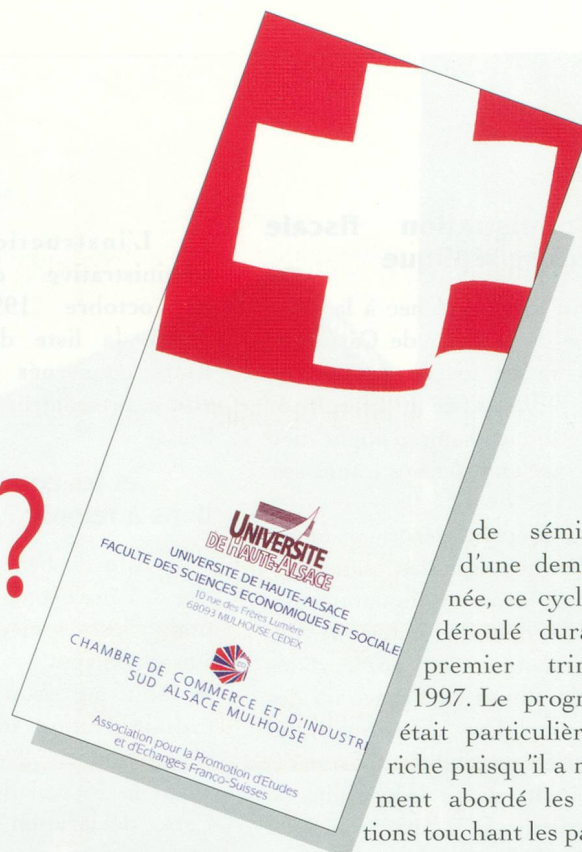 ?
UNIVERSITE
DE HAUTE-ALSACE
UNIVERSITE DE HAUTE-ALSACE
FACULTE DES SCIENCES ECONOMIQUES ET SOCIALE
10 rue des Frères Lumière
68093 MULHOUSE CEDEX
CHAMBRE DE COMMERCE ET D'INDUSTRI
SUD ALSACE MULHOUSE
Association pour la Promotion d'Etudes
et d'Echanges Franco-Suisses
de sémi
d'une dem
née, ce cycl
déroulé dura
premier trim
1997. Le progr
était particulièr
riche puisqu'il a n
ment abordé les
tions touchant les pa